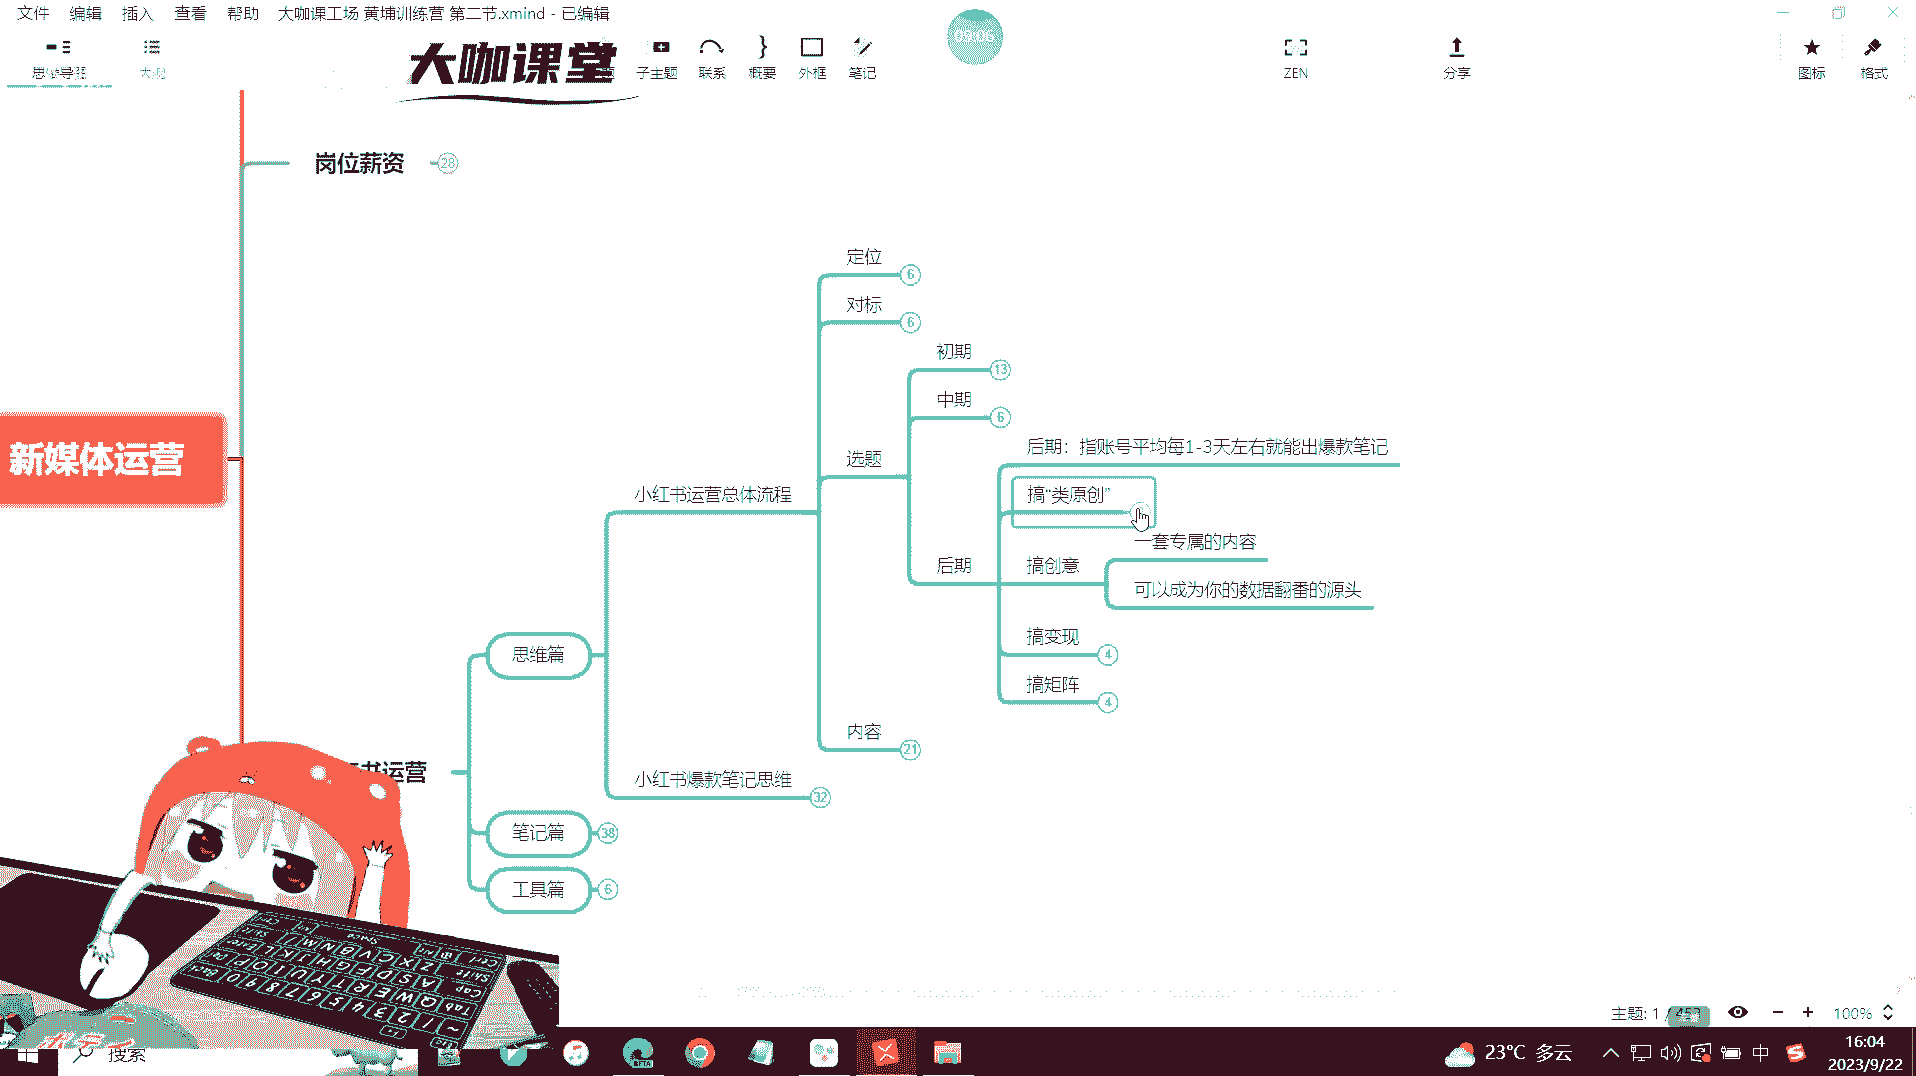 文件 编辑 插入 查看 帮助 大咖课工场 黄埔训练营 第二节.xmind - 已编辑
09:06
思维导图 大纲 大咖课堂 子主题 联系 概要 外框 笔记 ZEN 分享 图标 格式
岗位薪资 28
定位 6
对标 6
初期 13
中期 6
后期：指账号平均每1-3天左右就能出爆款笔记
选题
新媒体运营
小红书运营总体流程
搞“类原创”
一套专属的内容
后期
搞创意
可以成为你的数据翻番的源头
搞变现 4
思维篇
搞矩阵 4
内容 21
书运营
小红书爆款笔记思维 32
笔记篇 38
工具篇 6
主题: 1 / 453 100%
搜索
23°C 多云 中
16:04
2023/9/22